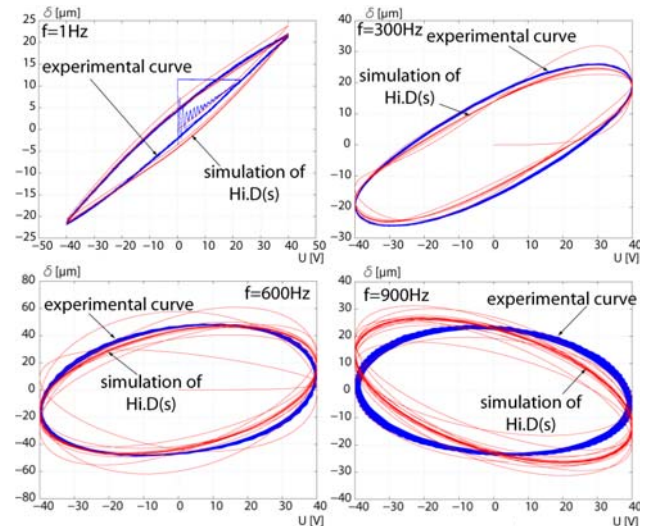 δ [µm]
f=1Hz
experimental curve
simulation of
Hi.D(s)
25
20
15
10
5
0
−5
−10
−15
−20
−25
−50 −40 −30 −20 −10 0 10 20 30 40 50
U [V]
δ [µm]
f=300Hz
experimental curve
simulation of
Hi.D(s)
30
20
10
0
−10
−20
−30
−40 −30 −20 −10 0 10 20 30 40
U [V]
δ [µm]
f=600Hz
experimental curve
simulation of
Hi.D(s)
80
60
40
20
0
−20
−40
−60
−80
−40 −30 −20 −10 0 10 20 30 40
U [V]
δ [µm]
f=900Hz
experimental curve
simulation of
Hi.D(s)
40
30
20
10
0
−10
−20
−30
−40
−40 −30 −20 −10 0 10 20 30 40
U [V]